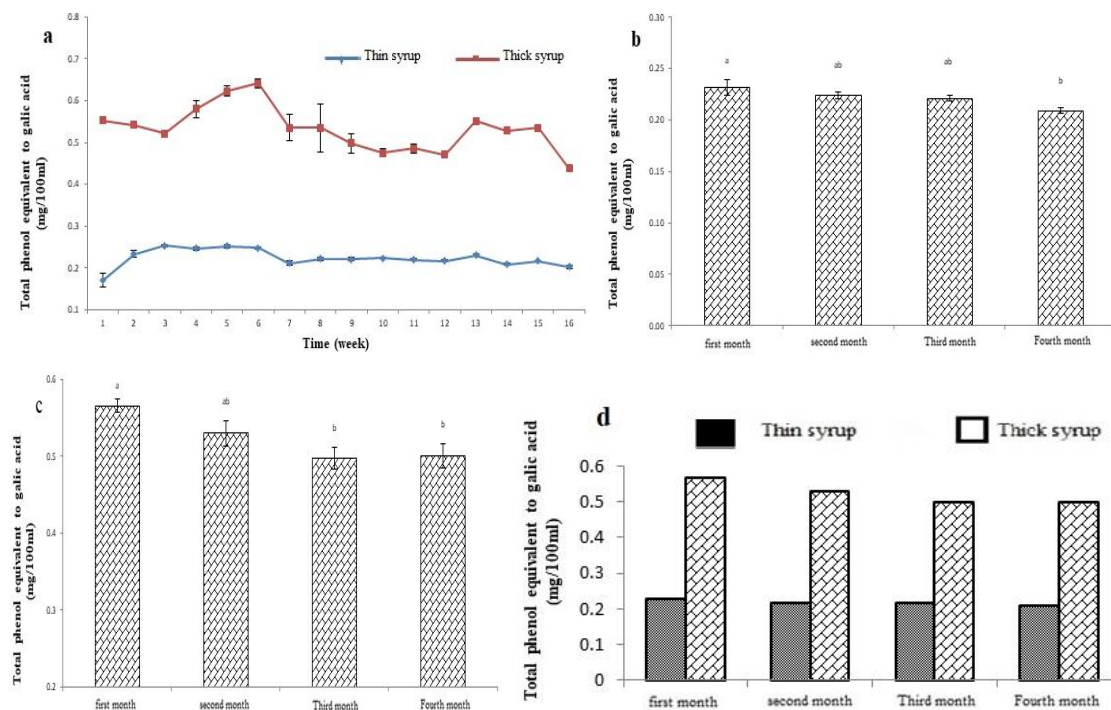 a
Thin syrup
Thick syrup
Total phenol equivalent to galic acid
(mg/100ml)
0.8
0.7
0.6
0.5
0.4
0.3
0.2
0.1
1 2 3 4 5 6 7 8 9 10 11 12 13 14 15 16
Time (week)
b
Total phenol equivalent to galic acid
(mg/100ml)
0.30
0.25
0.20
0.15
0.10
0.05
0.00
a ab ab b
first month second month Third month Fourth month
c
Total phenol equivalent to galic acid
(mg/100ml)
0.6
0.5
0.4
0.3
0.2
a ab b b
first month second month Third month Fourth month
d
Thin syrup
Thick syrup
Total phenol equivalent to galic acid
(mg/100ml)
0.6
0.5
0.4
0.3
0.2
0.1
0
first month second month Third month Fourth month